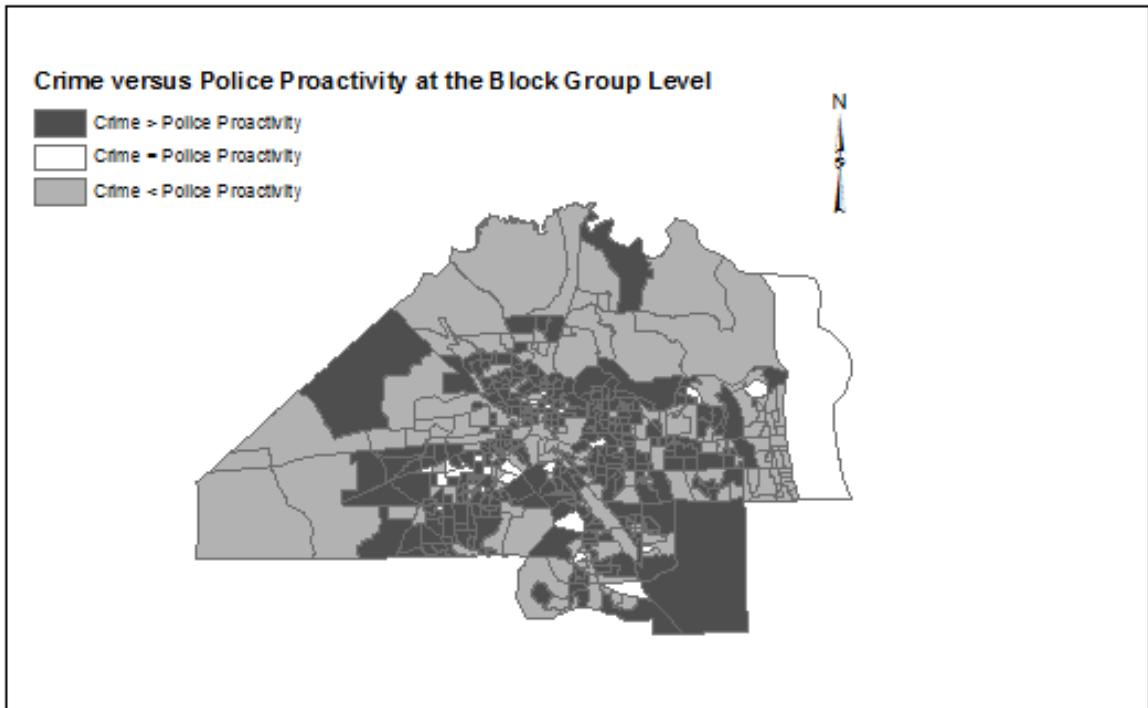 Crime versus Police Proactivity at the Block Group Level
N
Crime > Police Proactivity
Crime = Police Proactivity
Crime < Police Proactivity